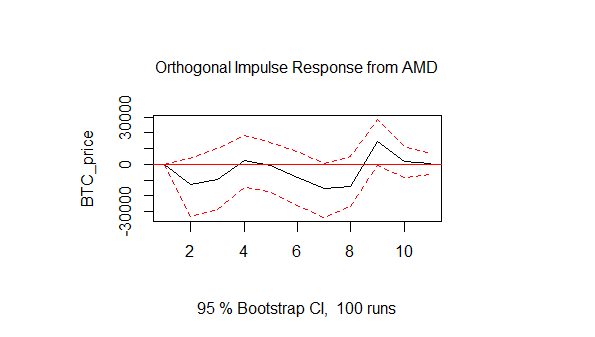 Orthogonal Impulse Response from AMD
BTC_price
30000
0
-30000
2 4 6 8 10
95 % Bootstrap CI, 100 runs